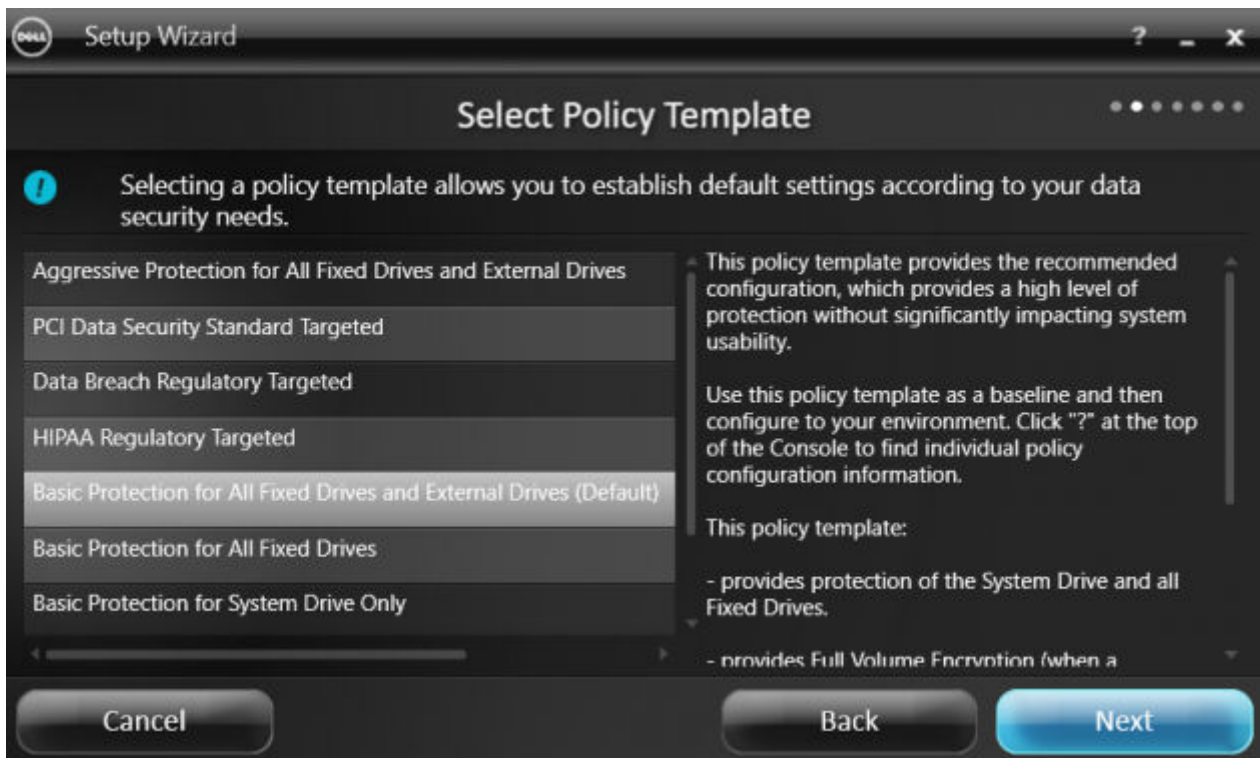 DELL
Setup Wizard
? _ x
Select Policy Template
!
Selecting a policy template allows you to establish default settings according to your data
security needs.
Aggressive Protection for All Fixed Drives and External Drives
PCI Data Security Standard Targeted
Data Breach Regulatory Targeted
HIPAA Regulatory Targeted
Basic Protection for All Fixed Drives and External Drives (Default)
Basic Protection for All Fixed Drives
Basic Protection for System Drive Only
This policy template provides the recommended
configuration, which provides a high level of
protection without significantly impacting system
usability.
Use this policy template as a baseline and then
configure to your environment. Click "?" at the top
of the Console to find individual policy
configuration information.
This policy template:
- provides protection of the System Drive and all
Fixed Drives.
- provides Full Volume Encryption (when a
Cancel
Back
Next